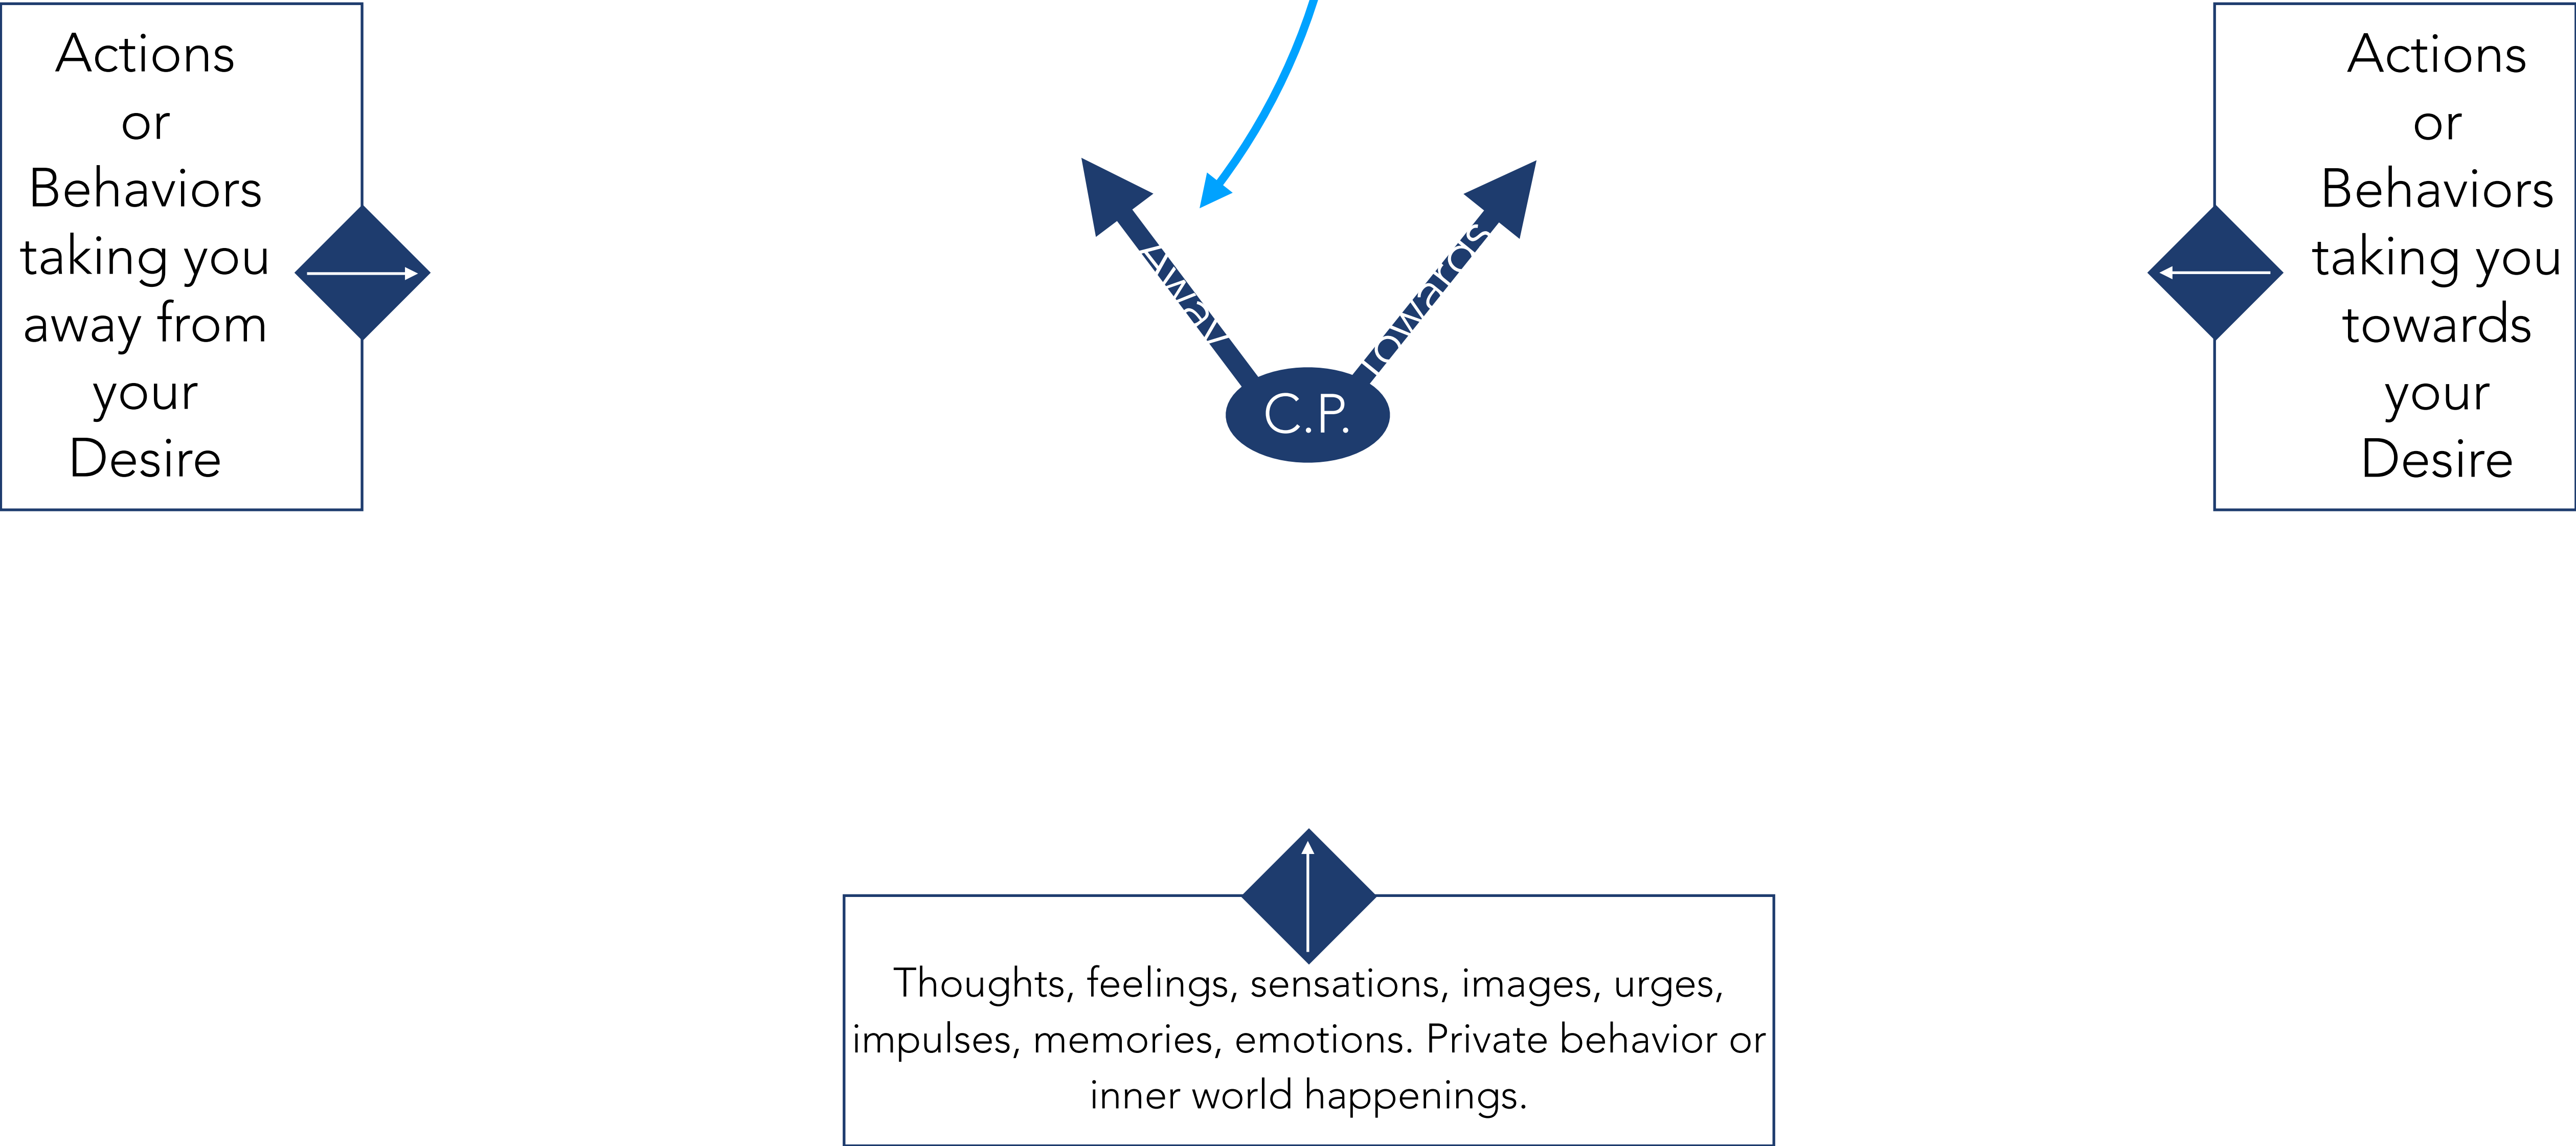 Actions
or
Behaviors
taking you
away from
your
Desire
Away
Towards
C.P.
Actions
or
Behaviors
taking you
towards
your
Desire
Thoughts, feelings, sensations, images, urges,
impulses, memories, emotions. Private behavior or
inner world happenings.